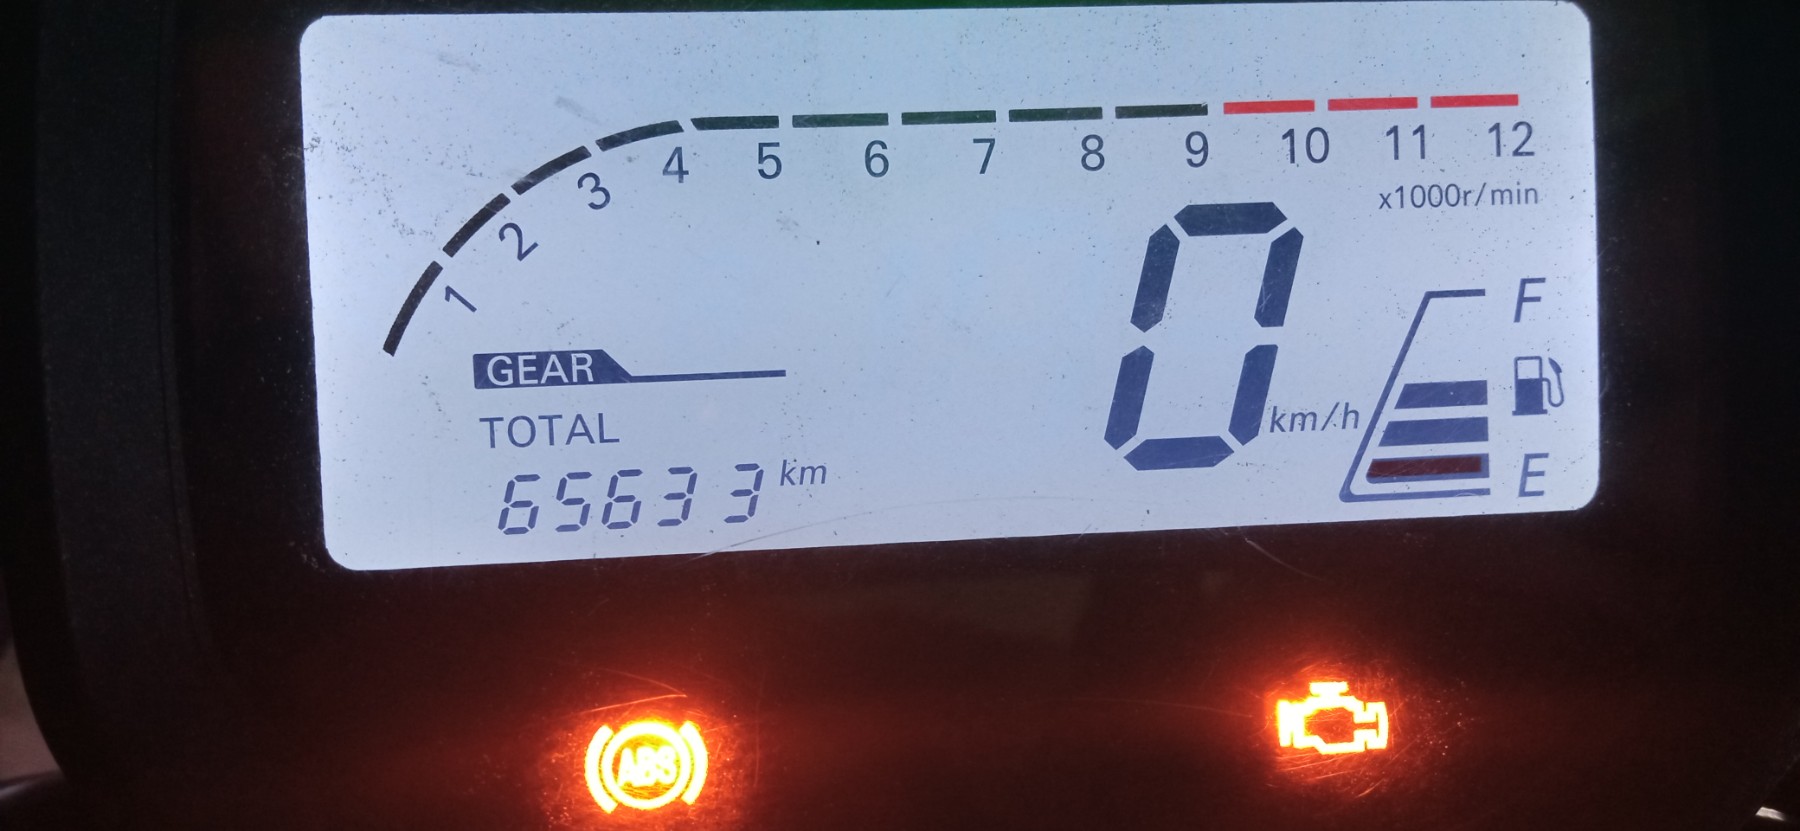 1 2 3 4 5 6 7 8 9 10 11 12
x1000r/min
GEAR
TOTAL
65633 km
0 km/h
F
E
ABS